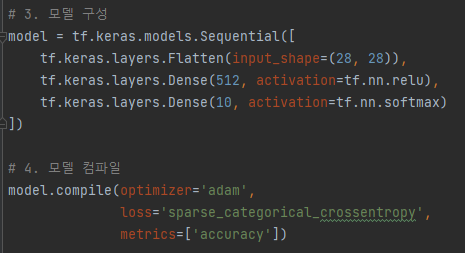 # 3. 모델 구성
model = tf.keras.models.Sequential([
    tf.keras.layers.Flatten(input_shape=(28, 28)),
    tf.keras.layers.Dense(512, activation=tf.nn.relu),
    tf.keras.layers.Dense(10, activation=tf.nn.softmax)
])

# 4. 모델 컴파일
model.compile(optimizer='adam',
              loss='sparse_categorical_crossentropy',
              metrics=['accuracy'])